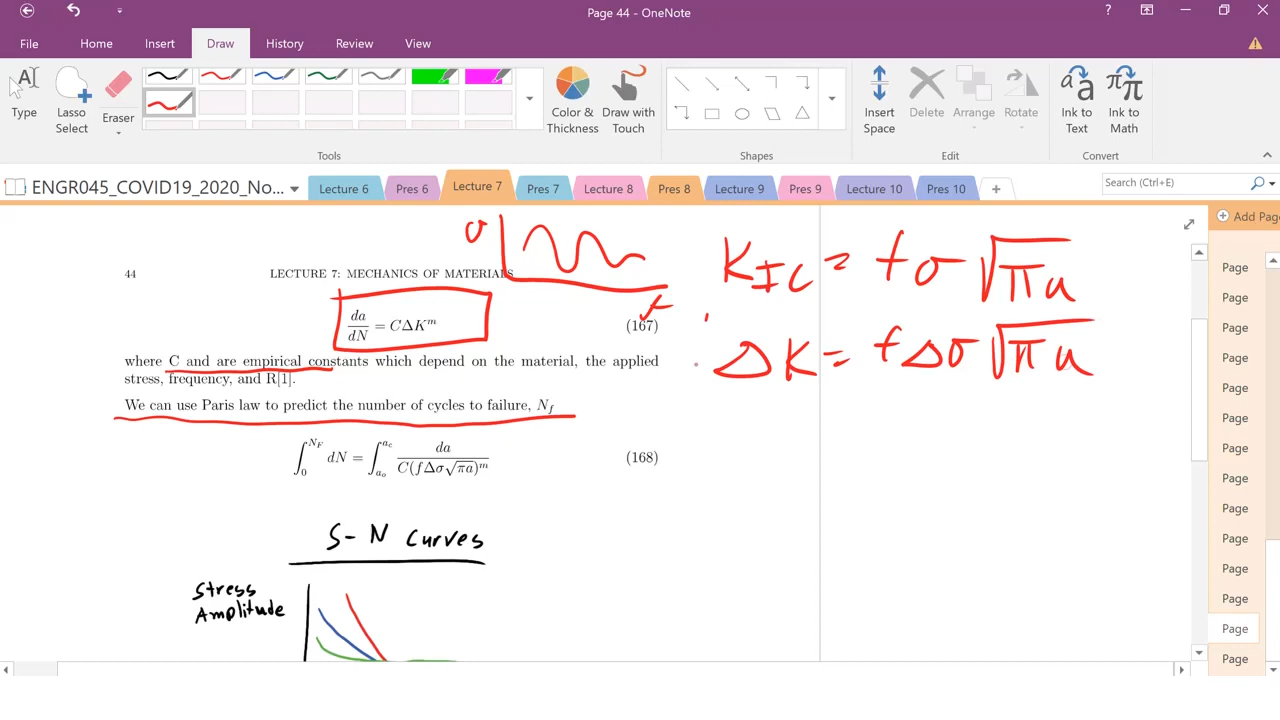 Page 44 - OneNote
?
File Home Insert Draw History Review View
Type
Lasso Select
Eraser
Color & Thickness
Draw with Touch
Insert Space
Delete
Arrange
Rotate
Ink to Text
Ink to Math
Tools Shapes Edit Convert
ENGR045_COVID19_2020_No...
Lecture 6 Pres 6 Lecture 7 Pres 7 Lecture 8 Pres 8 Lecture 9 Pres 9 Lecture 10 Pres 10 +
Search (Ctrl+E)
Add Page
σ
t
K_IC = fσ√πa
ΔK = fΔσ√πa
44 LECTURE 7: MECHANICS OF MATERIALS
da/dN = CΔK^m (167)
where C and are empirical constants which depend on the material, the applied
stress, frequency, and R[1].
We can use Paris law to predict the number of cycles to failure, N_f
∫_0^{N_F} dN = ∫_{a_o}^{a_c} da/C(fΔσ√πa)^m (168)
S-N Curves
Stress
Amplitude
Page
Page
Page
Page
Page
Page
Page
Page
Page
Page
Page
Page
Page
Page